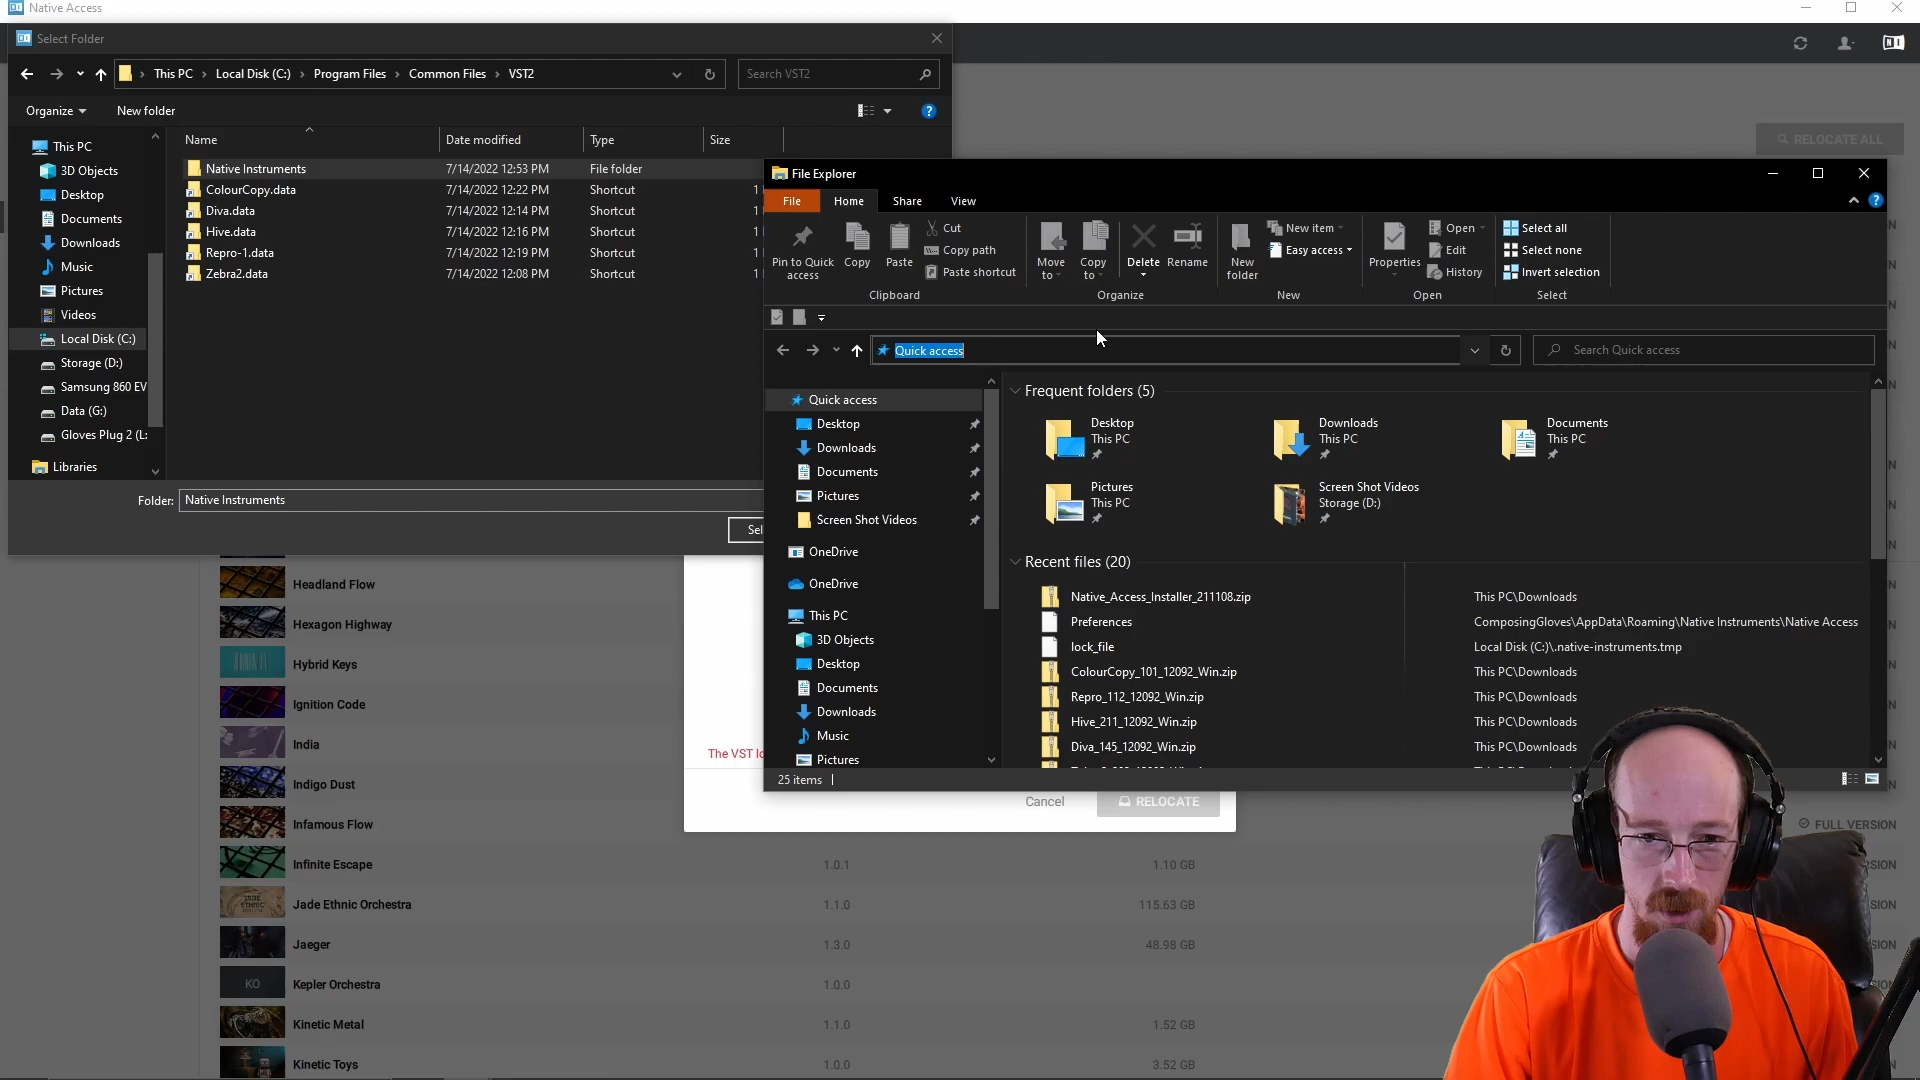 Native Access
Select Folder
This PC › Local Disk (C:) › Program Files › Common Files › VST2
Search VST2
Organize
New folder
Name
Date modified
Type
Size
This PC
3D Objects
Desktop
Documents
Downloads
Music
Pictures
Videos
Local Disk (C:)
Storage (D:)
Samsung 860 EV
Data (G:)
Gloves Plug 2 (L:
Libraries
Native Instruments 7/14/2022 12:53 PM File folder
ColourCopy.data 7/14/2022 12:22 PM Shortcut 1
Diva.data 7/14/2022 12:14 PM Shortcut 1
Hive.data 7/14/2022 12:16 PM Shortcut 1
Repro-1.data 7/14/2022 12:19 PM Shortcut 1
Zebra2.data 7/14/2022 12:08 PM Shortcut 1
Folder: Native Instruments
Sel
RELOCATE ALL
File Explorer
File
Home
Share
View
Pin to Quick access
Copy
Paste
Cut
Copy path
Paste shortcut
Clipboard
Move to
Copy to
Delete
Rename
Organize
New folder
New item
Easy access
New
Properties
Open
Edit
History
Open
Select all
Select none
Invert selection
Select
Quick access
Search Quick access
Quick access
Desktop
Downloads
Documents
Pictures
Screen Shot Videos
OneDrive
OneDrive
This PC
3D Objects
Desktop
Documents
Downloads
Music
Pictures
Frequent folders (5)
Desktop
This PC
Downloads
This PC
Documents
This PC
Pictures
This PC
Screen Shot Videos
Storage (D:)
Recent files (20)
Native_Access_Installer_211108.zip This PC\Downloads
Preferences ComposingGloves\AppData\Roaming\Native Instruments\Native Access
lock_file Local Disk (C:)\.native-instruments.tmp
ColourCopy_101_12092_Win.zip This PC\Downloads
Repro_112_12092_Win.zip This PC\Downloads
Hive_211_12092_Win.zip This PC\Downloads
Diva_145_12092_Win.zip This PC\Downloads
25 items
The VST lo
Cancel
RELOCATE
Headland Flow
Hexagon Highway
Hybrid Keys
Ignition Code
India
Indigo Dust
Infamous Flow FULL VERSION
Infinite Escape 1.0.1 1.10 GB
Jade Ethnic Orchestra 1.1.0 115.63 GB
Jaeger 1.3.0 48.98 GB
KO Kepler Orchestra 1.0.0
Kinetic Metal 1.1.0 1.52 GB
Kinetic Toys 1.0.0 3.52 GB